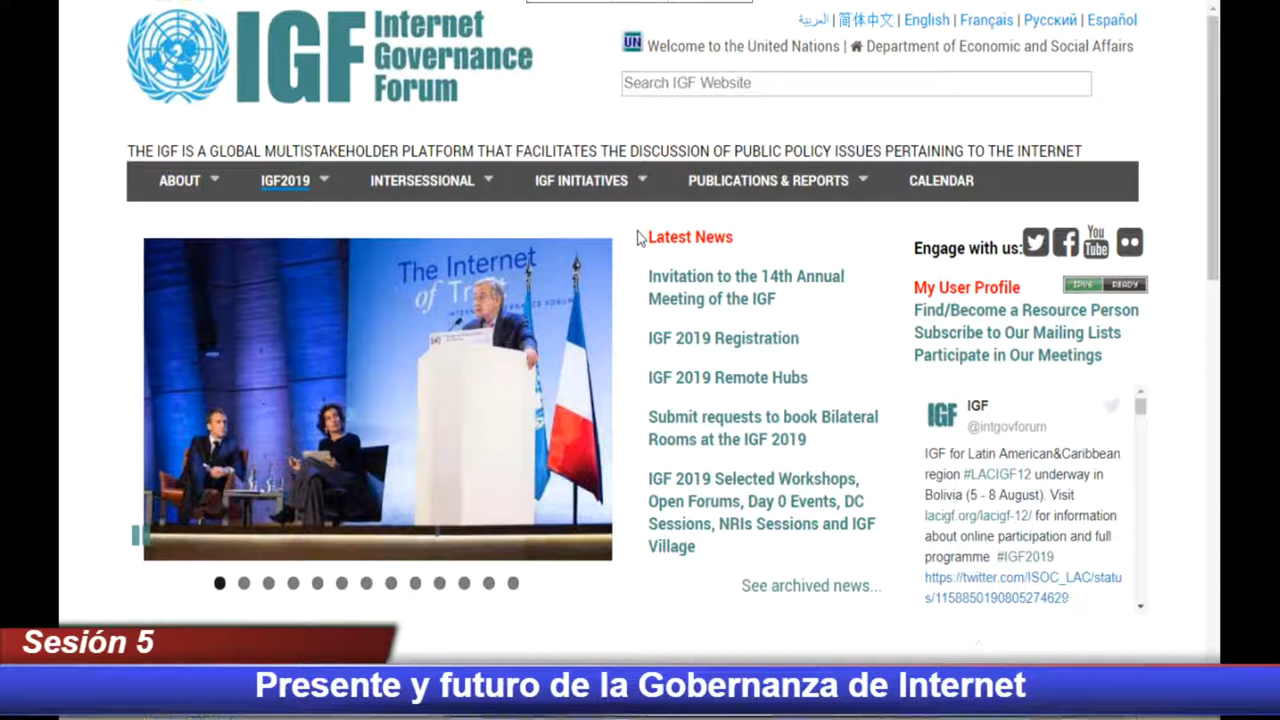 العربية | 简体中文 | English | Français | Русский | Español
IGF Internet
Governance
Forum
UN Welcome to the United Nations | Department of Economic and Social Affairs
Search IGF Website
THE IGF IS A GLOBAL MULTISTAKEHOLDER PLATFORM THAT FACILITATES THE DISCUSSION OF PUBLIC POLICY ISSUES PERTAINING TO THE INTERNET
ABOUT IGF2019 INTERSESSIONAL IGF INITIATIVES PUBLICATIONS & REPORTS CALENDAR
The Internet
of
Latest News
Invitation to the 14th Annual
Meeting of the IGF
IGF 2019 Registration
IGF 2019 Remote Hubs
Submit requests to book Bilateral
Rooms at the IGF 2019
IGF 2019 Selected Workshops,
Open Forums, Day 0 Events, DC
Sessions, NRIs Sessions and IGF
Village
See archived news...
Engage with us:
You
Tube
My User Profile
IPV6 READY
Find/Become a Resource Person
Subscribe to Our Mailing Lists
Participate in Our Meetings
IGF
IGF
@intgovforum
IGF for Latin American&Caribbean
region #LACIGF12 underway in
Bolivia (5 - 8 August). Visit
lacigf.org/lacigf-12/ for information
about online participation and full
programme #IGF2019
https://twitter.com/ISOC_LAC/statu
s/1158850190805274629
Sesión 5
Presente y futuro de la Gobernanza de Internet